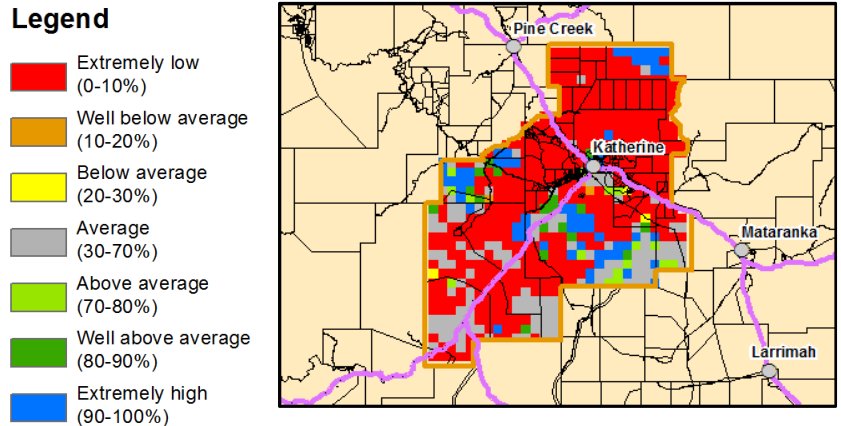 Legend
Extremely low
(0-10%)
Well below average
(10-20%)
Below average
(20-30%)
Average
(30-70%)
Above average
(70-80%)
Well above average
(80-90%)
Extremely high
(90-100%)
Pine Creek
Katherine
Mataranka
Larrimah